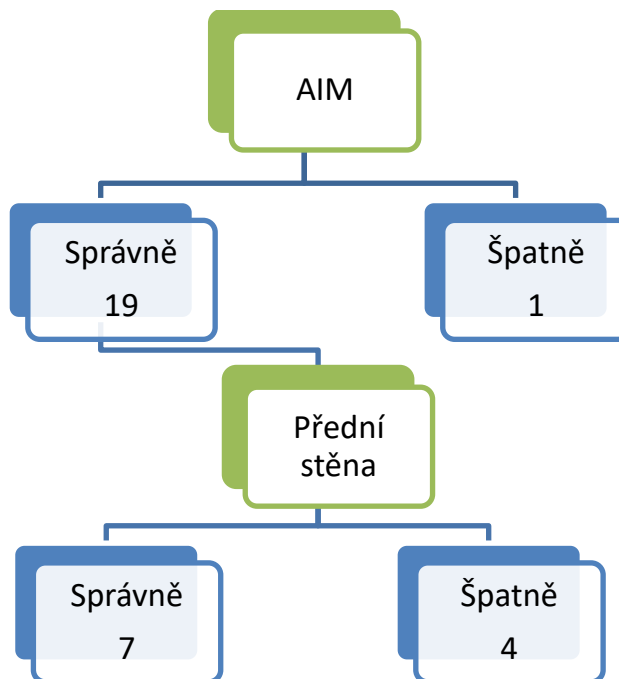 AIM
Správně
19
Špatně
1
Přední
stěna
Správně
7
Špatně
4